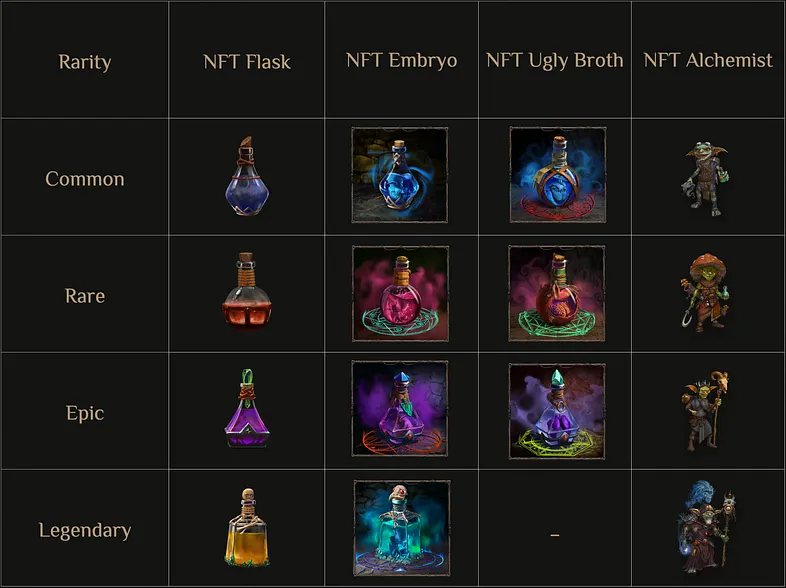 Rarity
NFT Flask
NFT Embryo
NFT Ugly Broth
NFT Alchemist
Common
Rare
Epic
Legendary
–